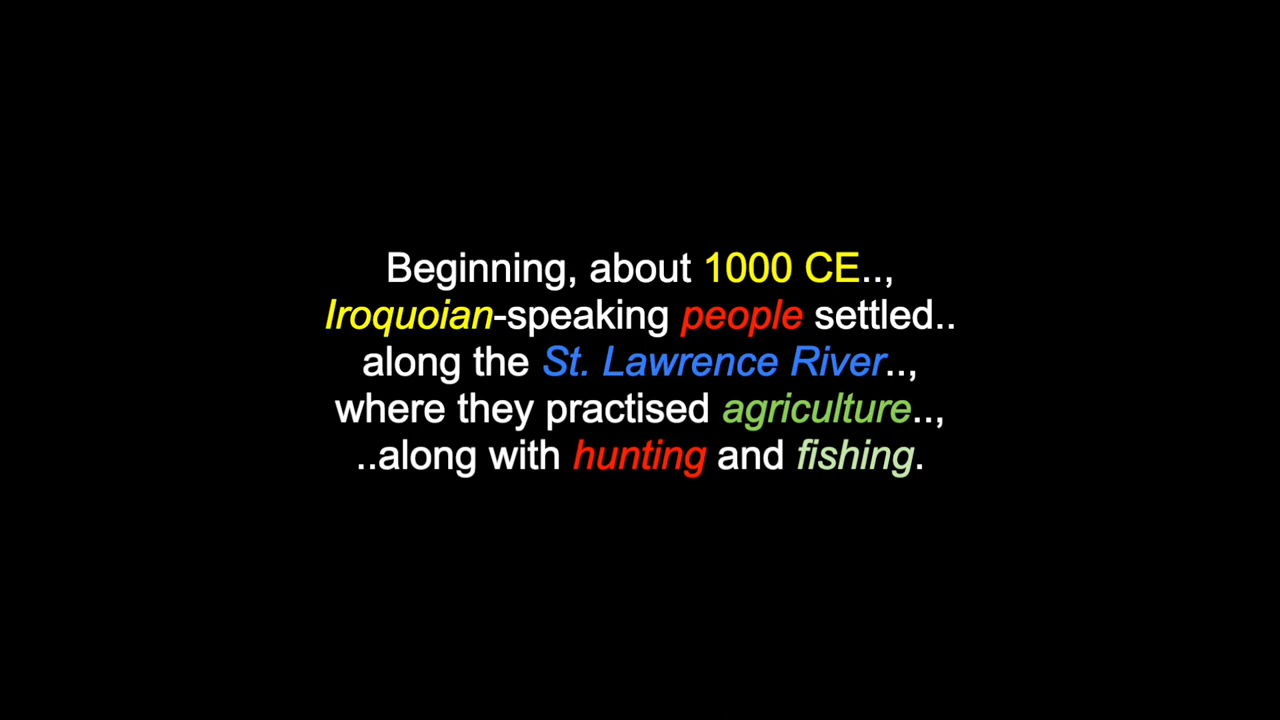 Beginning, about 1000 CE..,
Iroquoian-speaking people settled..
along the St. Lawrence River..,
where they practised agriculture..,
..along with hunting and fishing.